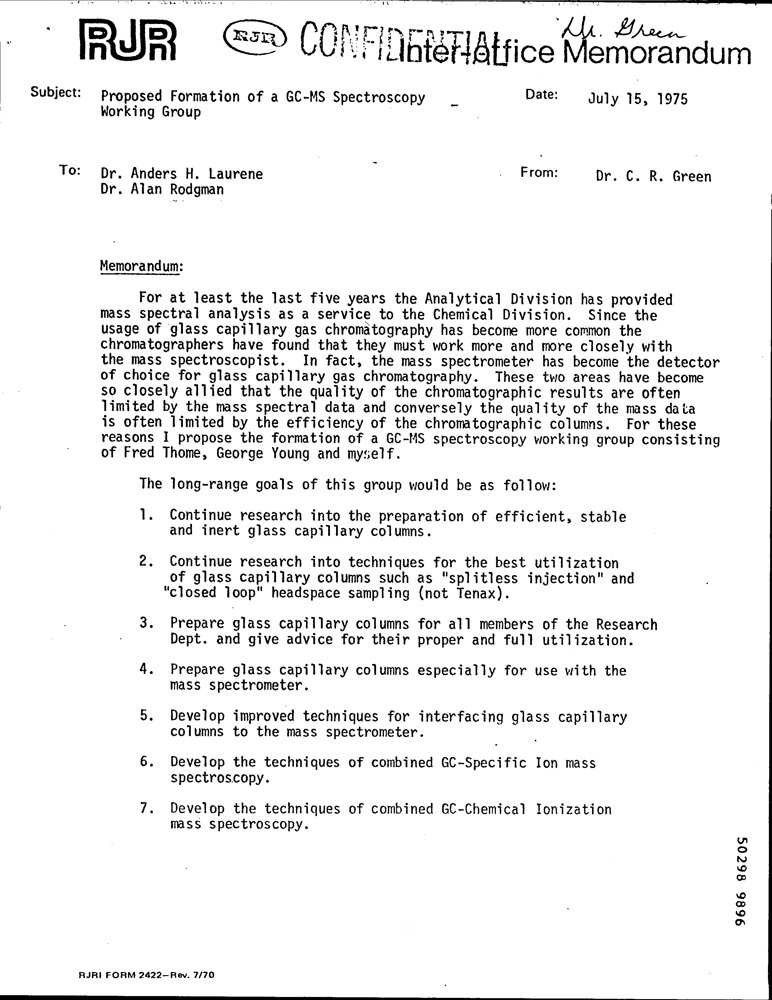 Dr. Green
RJR RJR CONFIDENTIAL Interoffice Memorandum
Subject: Proposed Formation of a GC-MS Spectroscopy
Working Group
Date: July 15, 1975
To: Dr. Anders H. Laurene
Dr. Alan Rodgman
From: Dr. C. R. Green
Memorandum:
For at least the last five years the Analytical Division has provided
mass spectral analysis as a service to the Chemical Division. Since the
usage of glass capillary gas chromatography has become more common the
chromatographers have found that they must work more and more closely with
the mass spectroscopist. In fact, the mass spectrometer has become the detector
of choice for glass capillary gas chromatography. These two areas have become
so closely allied that the quality of the chromatographic results are often
limited by the mass spectral data and conversely the quality of the mass data
is often limited by the efficiency of the chromatographic columns. For these
reasons I propose the formation of a GC-MS spectroscopy working group consisting
of Fred Thome, George Young and myself.
The long-range goals of this group would be as follow:
1. Continue research into the preparation of efficient, stable
and inert glass capillary columns.
2. Continue research into techniques for the best utilization
of glass capillary columns such as "splitless injection" and
"closed loop" headspace sampling (not Tenax).
3. Prepare glass capillary columns for all members of the Research
Dept. and give advice for their proper and full utilization.
4. Prepare glass capillary columns especially for use with the
mass spectrometer.
5. Develop improved techniques for interfacing glass capillary
columns to the mass spectrometer.
6. Develop the techniques of combined GC-Specific Ion mass
spectroscopy.
7. Develop the techniques of combined GC-Chemical Ionization
mass spectroscopy.
50298 9896
RJRI FORM 2422—Rev. 7/70